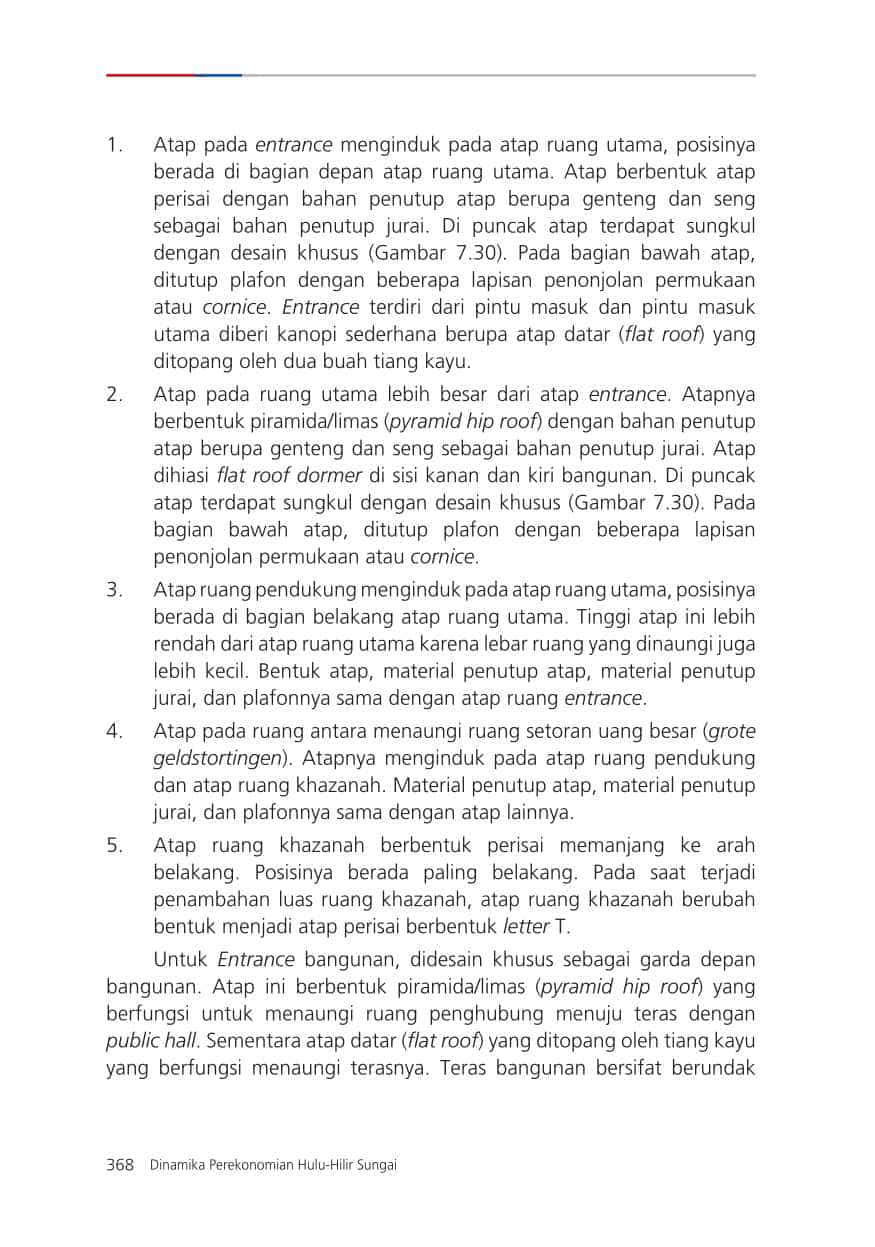 1. Atap pada entrance menginduk pada atap ruang utama, posisinya
berada di bagian depan atap ruang utama. Atap berbentuk atap
perisai dengan bahan penutup atap berupa genteng dan seng
sebagai bahan penutup jurai. Di puncak atap terdapat sungkul
dengan desain khusus (Gambar 7.30). Pada bagian bawah atap,
ditutup plafon dengan beberapa lapisan penonjolan permukaan
atau cornice. Entrance terdiri dari pintu masuk dan pintu masuk
utama diberi kanopi sederhana berupa atap datar (flat roof) yang
ditopang oleh dua buah tiang kayu.
2. Atap pada ruang utama lebih besar dari atap entrance. Atapnya
berbentuk piramida/limas (pyramid hip roof) dengan bahan penutup
atap berupa genteng dan seng sebagai bahan penutup jurai. Atap
dihiasi flat roof dormer di sisi kanan dan kiri bangunan. Di puncak
atap terdapat sungkul dengan desain khusus (Gambar 7.30). Pada
bagian bawah atap, ditutup plafon dengan beberapa lapisan
penonjolan permukaan atau cornice.
3. Atap ruang pendukung menginduk pada atap ruang utama, posisinya
berada di bagian belakang atap ruang utama. Tinggi atap ini lebih
rendah dari atap ruang utama karena lebar ruang yang dinaungi juga
lebih kecil. Bentuk atap, material penutup atap, material penutup
jurai, dan plafonnya sama dengan atap ruang entrance.
4. Atap pada ruang antara menaungi ruang setoran uang besar (grote
geldstortingen). Atapnya menginduk pada atap ruang pendukung
dan atap ruang khazanah. Material penutup atap, material penutup
jurai, dan plafonnya sama dengan atap lainnya.
5. Atap ruang khazanah berbentuk perisai memanjang ke arah
belakang. Posisinya berada paling belakang. Pada saat terjadi
penambahan luas ruang khazanah, atap ruang khazanah berubah
bentuk menjadi atap perisai berbentuk letter T.
Untuk Entrance bangunan, didesain khusus sebagai garda depan
bangunan. Atap ini berbentuk piramida/limas (pyramid hip roof) yang
berfungsi untuk menaungi ruang penghubung menuju teras dengan
public hall. Sementara atap datar (flat roof) yang ditopang oleh tiang kayu
yang berfungsi menaungi terasnya. Teras bangunan bersifat berundak
368 Dinamika Perekonomian Hulu-Hilir Sungai